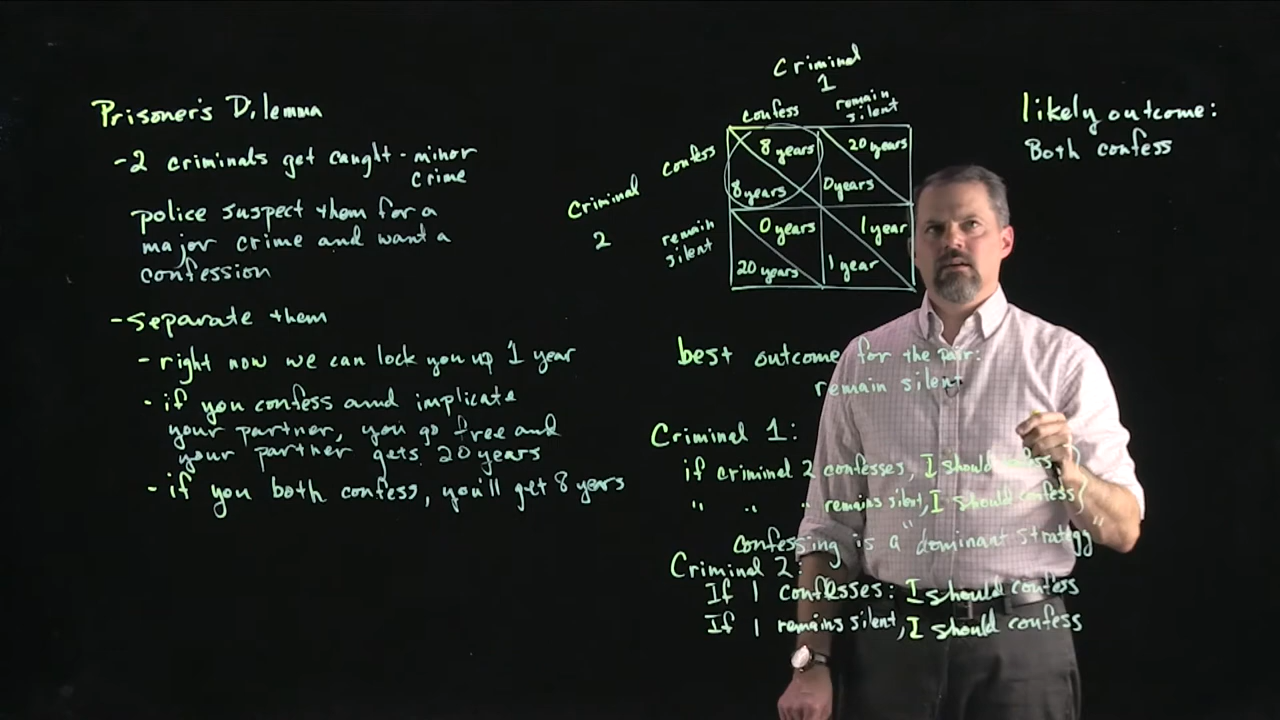 Prisoner's Dilemma
- 2 criminals get caught - minor
crime
police suspect them for a
major crime and want a
confession
- separate them
- right now we can lock you up 1 year
- if you confess and implicate
your partner, you go free and
your partner gets 20 years
- if you both confess, you'll get 8 years
Criminal
1
confess
remain
silent
Criminal
2
confess
8 years
20 years
8 years
0 years
remain
silent
0 years
1 year
20 years
1 year
best outcome for the pair:
remain silent
Criminal 1:
if criminal 2 confesses, I should confess
" " " remains silent, I should confess
Confessing is a "dominant strategy"
Criminal 2:
If 1 confesses: I should confess
If 1 remains silent, I should confess
likely outcome:
Both confess